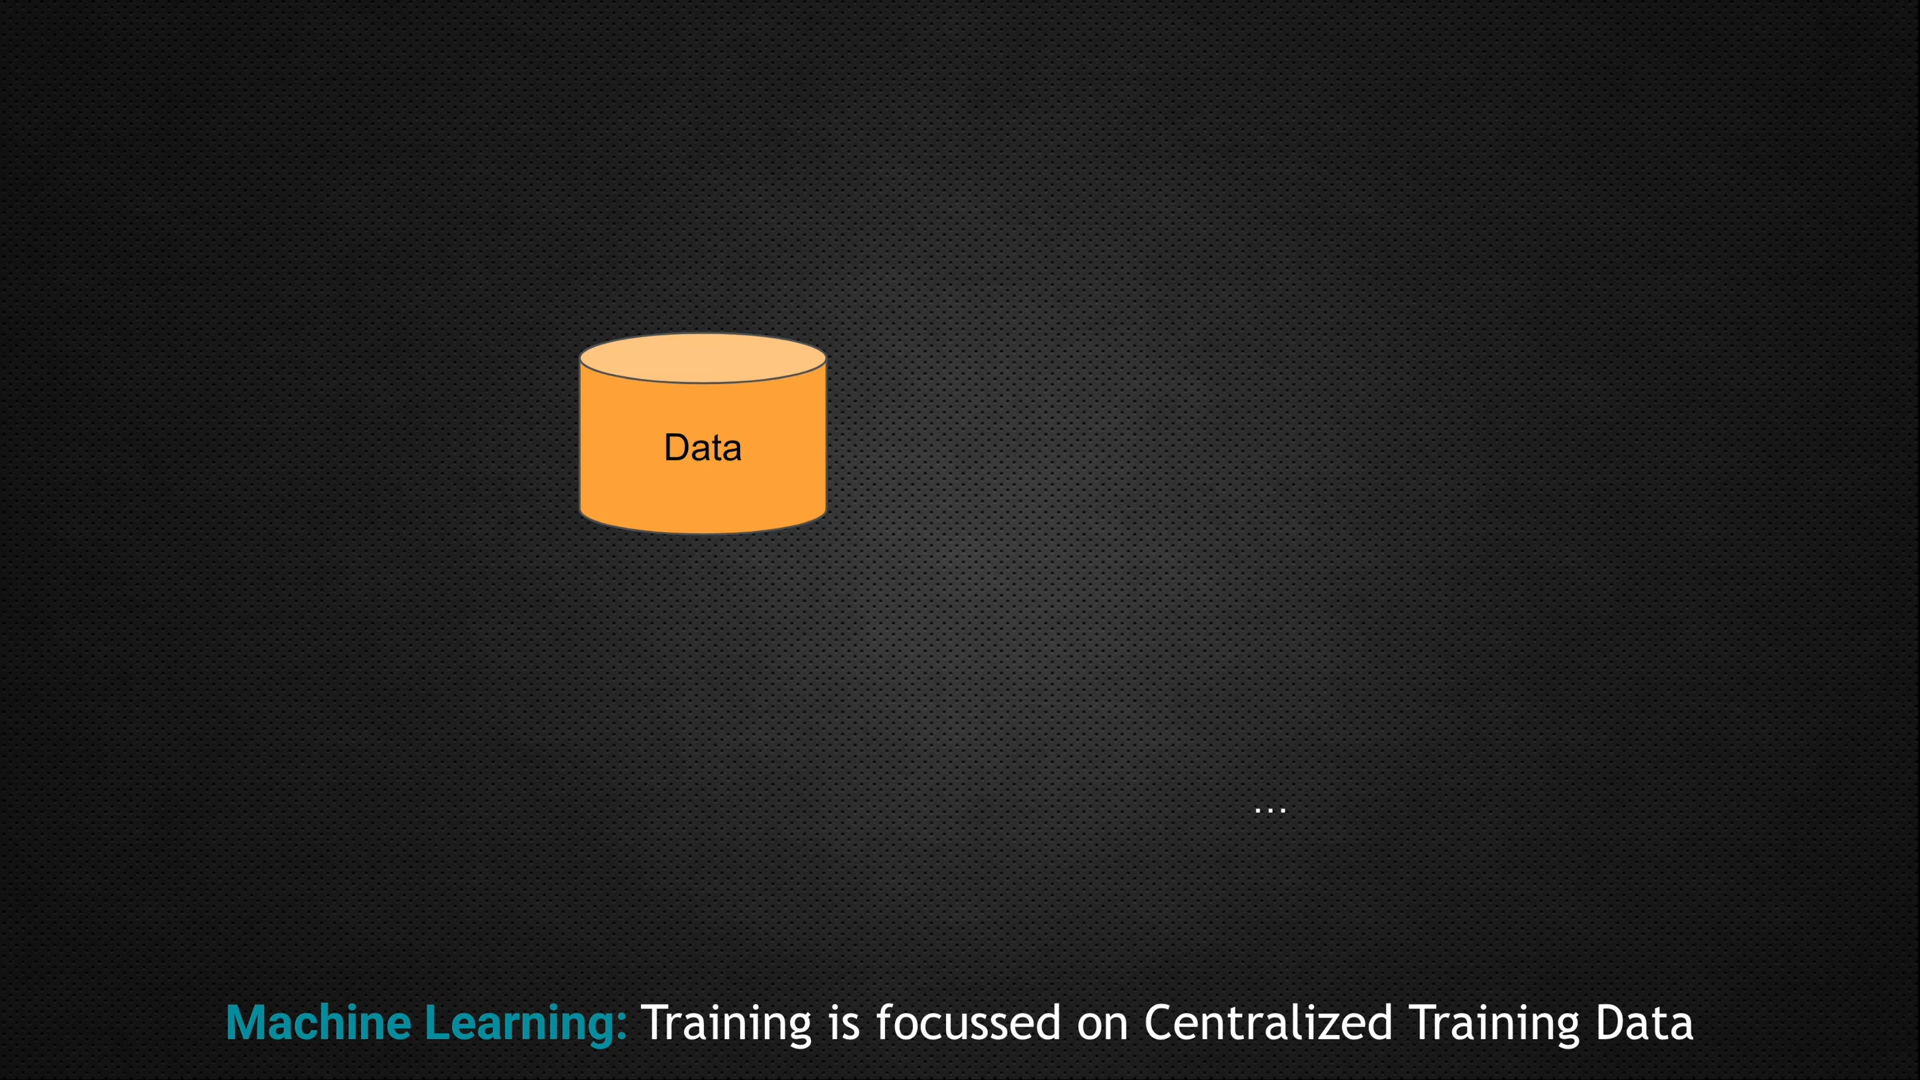 Data
...
Machine Learning: Training is focussed on Centralized Training Data